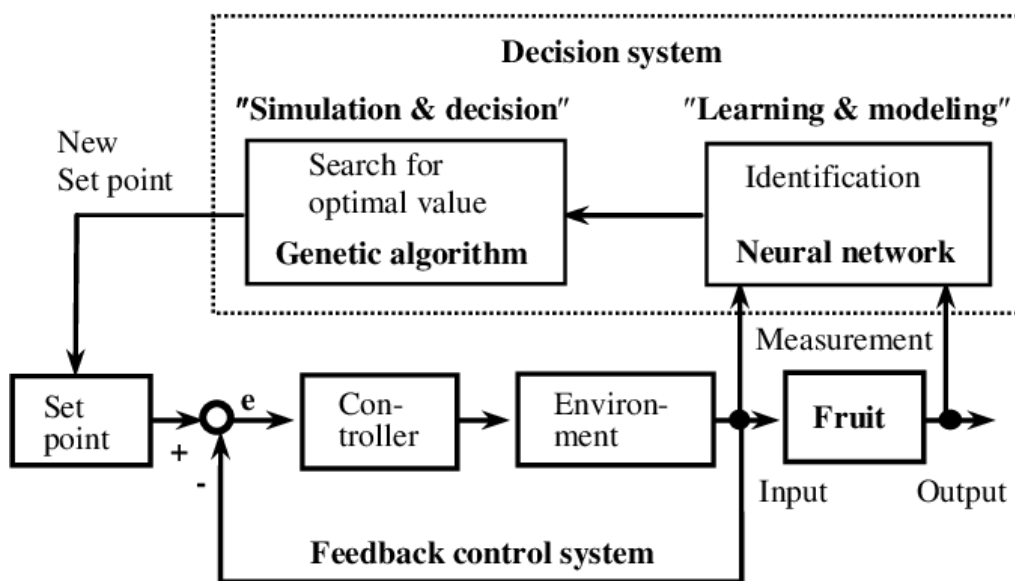 Decision system
"Simulation & decision"
"Learning & modeling"
New
Set point
Search for
optimal value
Genetic algorithm
Identification
Neural network
Measurement
Set
point
+
-
e
Con-
troller
Environ-
ment
Fruit
Input
Output
Feedback control system